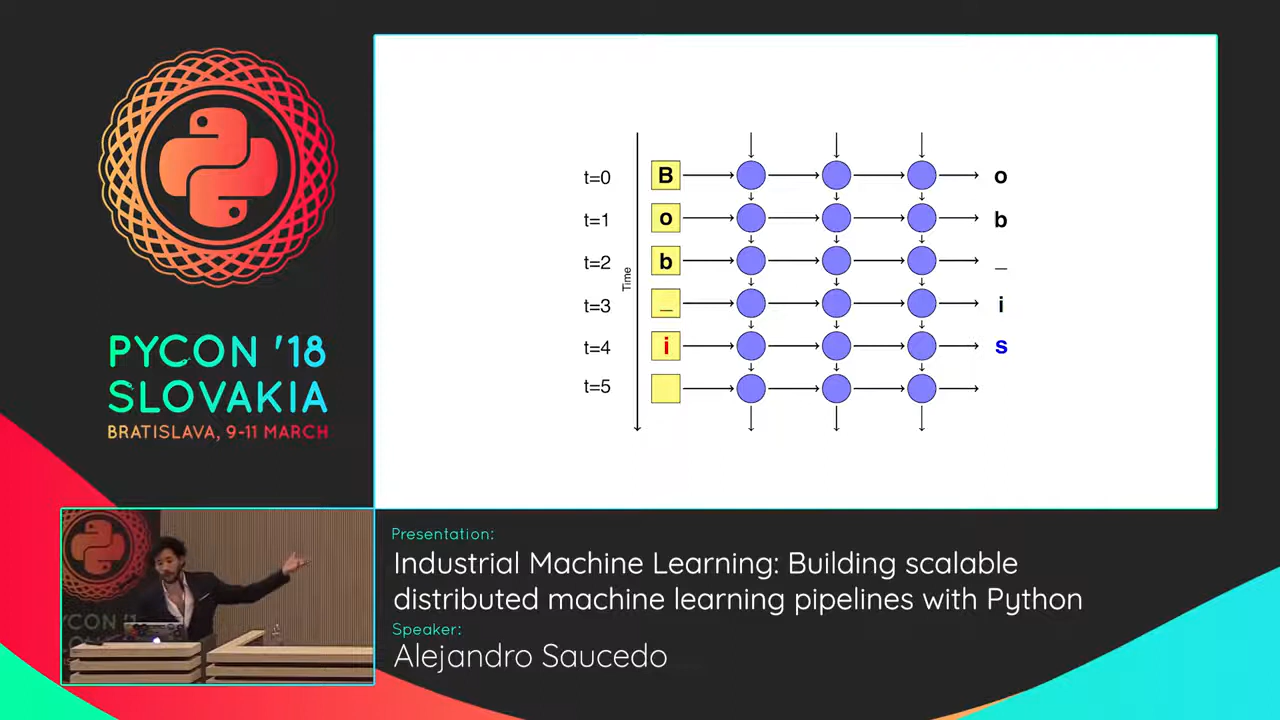 PYCON '18
SLOVAKIA
BRATISLAVA, 9-11 MARCH
Time
t=0 B o
t=1 o b
t=2 b _
t=3 _ i
t=4 i s
t=5
Presentation:
Industrial Machine Learning: Building scalable
distributed machine learning pipelines with Python
Speaker:
Alejandro Saucedo